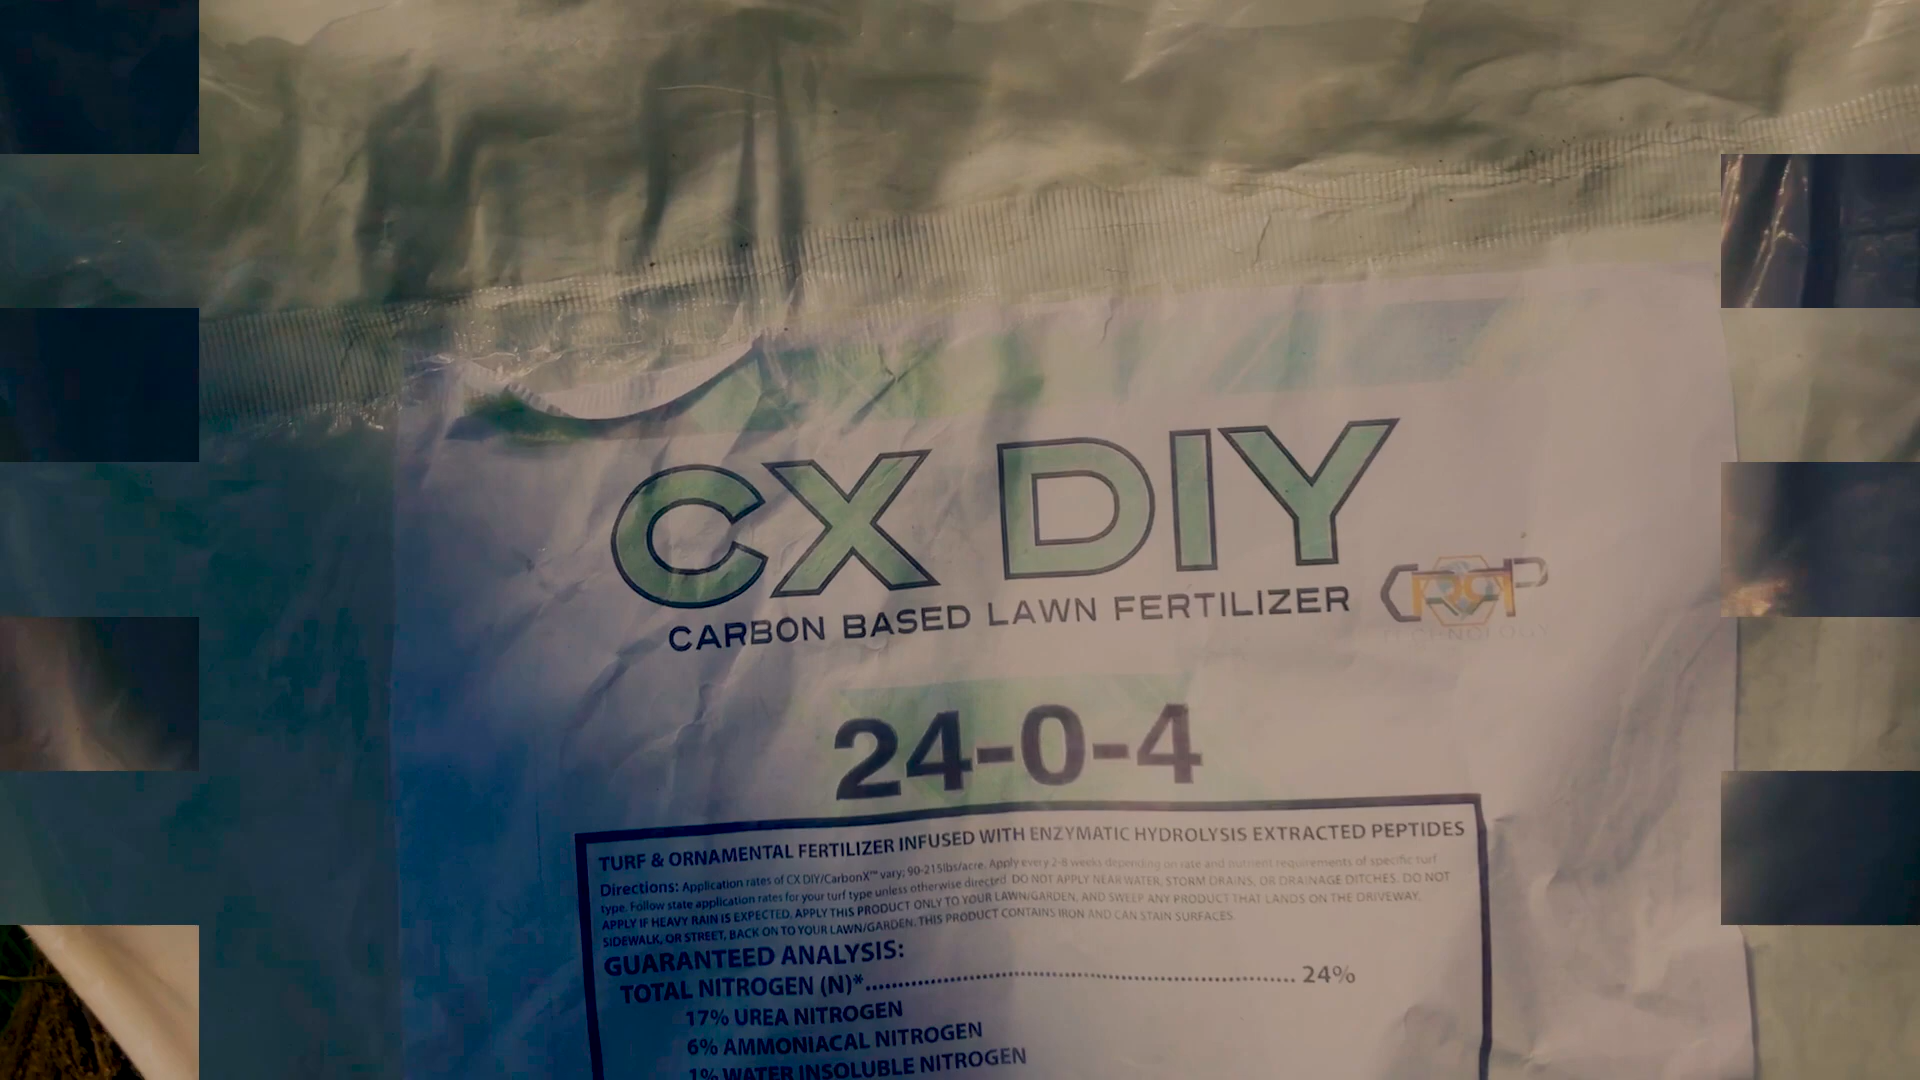 CX DIY
CARBON BASED LAWN FERTILIZER
TECHNOLOGY
24-0-4
TURF & ORNAMENTAL FERTILIZER INFUSED WITH ENZYMATIC HYDROLYSIS EXTRACTED PEPTIDES
Directions: Application rates of CX DIY/CarbonX™ vary; 90-215lbs/acre. Apply every 2-8 weeks depending on rate and nutrient requirements of specific turf
type. Follow state application rates for your turf type unless otherwise directed. DO NOT APPLY NEAR WATER, STORM DRAINS, OR DRAINAGE DITCHES. DO NOT
APPLY IF HEAVY RAIN IS EXPECTED. APPLY THIS PRODUCT ONLY TO YOUR LAWN/GARDEN, AND SWEEP ANY PRODUCT THAT LANDS ON THE DRIVEWAY,
SIDEWALK, OR STREET, BACK ON TO YOUR LAWN/GARDEN. THIS PRODUCT CONTAINS IRON AND CAN STAIN SURFACES.
GUARANTEED ANALYSIS:
TOTAL NITROGEN (N)*........................................................ 24%
17% UREA NITROGEN
6% AMMONIACAL NITROGEN
1% WATER INSOLUBLE NITROGEN